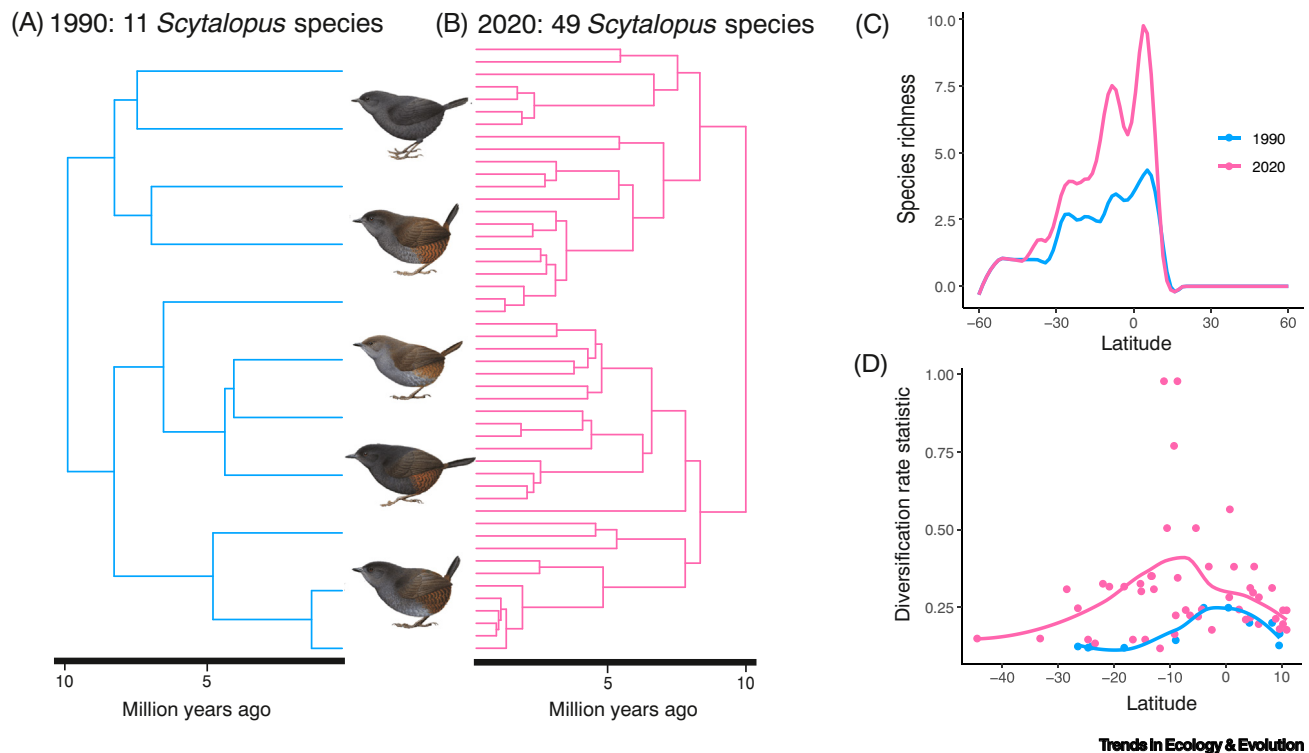 (A) 1990: 11 Scytalopus species
10
5
Million years ago
(B) 2020: 49 Scytalopus species
5
10
Million years ago
(C)
Species richness
10.0
7.5
5.0
2.5
0.0
−60
−30
0
30
60
Latitude
1990
2020
(D)
Diversification rate statistic
1.00
0.75
0.50
0.25
−40
−30
−20
−10
0
10
Latitude
Trends in Ecology & Evolution